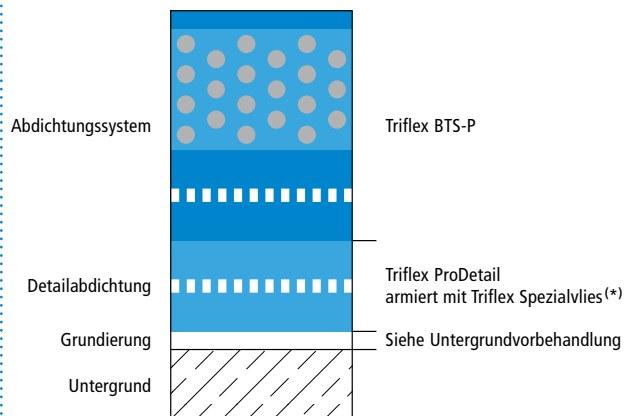 Abdichtungssystem
Triflex BTS-P
Detailabdichtung
Triflex ProDetail
armiert mit Triflex Spezialvlies(*)
Grundierung
Siehe Untergrundvorbehandlung
Untergrund